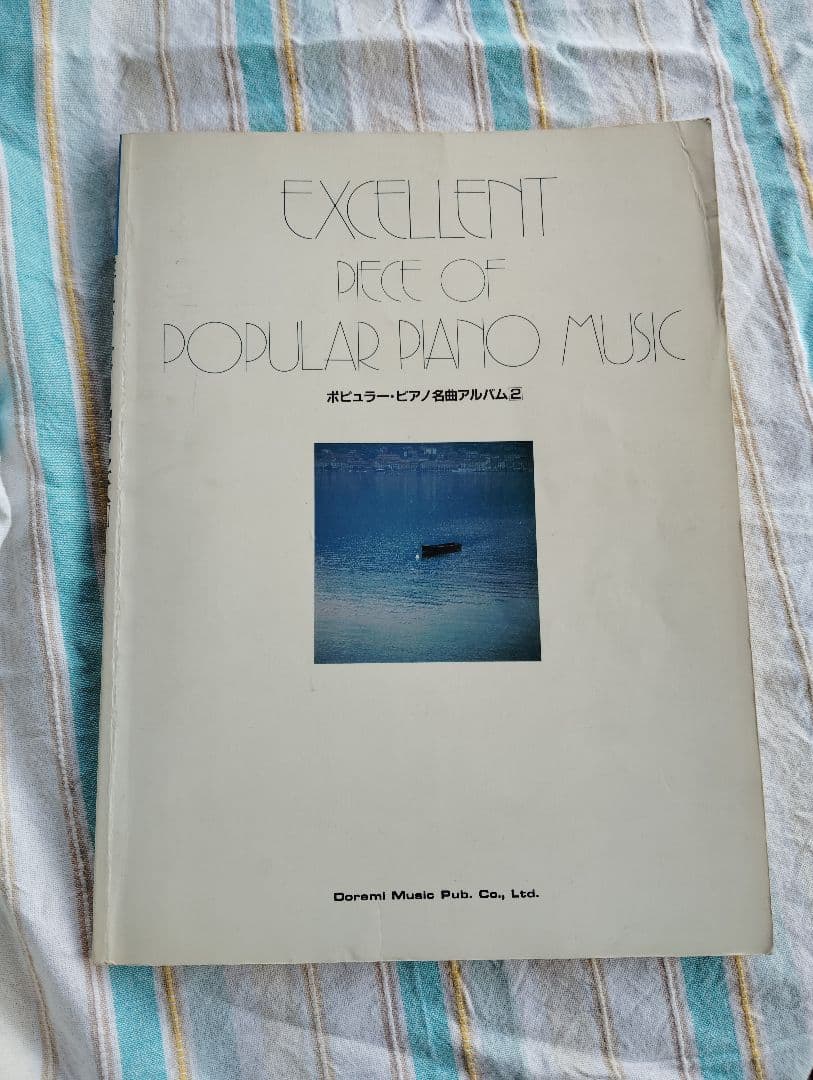 EXCELLENT
PIECE OF
POPULAR PIANO MUSIC
ポピュラー・ピアノ名曲アルバム2
Doremi Music Pub. Co., Ltd.